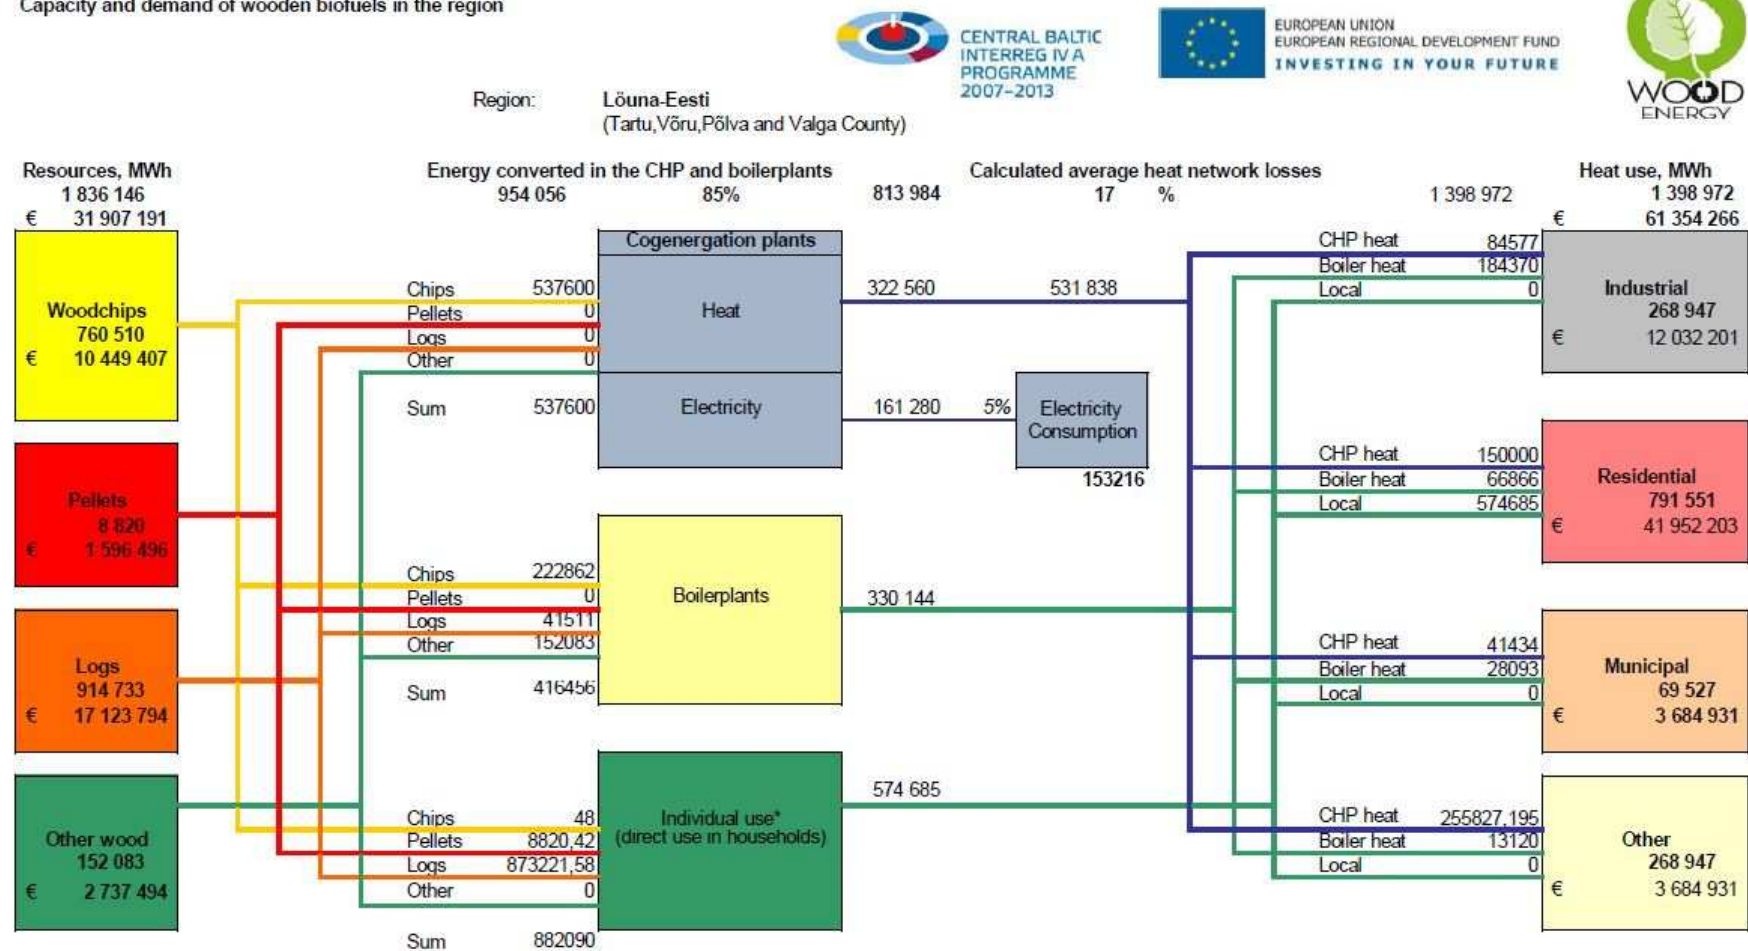 Capacity and demand of wooden biofuels in the region
CENTRAL BALTIC
INTERREG IV A
PROGRAMME
2007–2013
EUROPEAN UNION
EUROPEAN REGIONAL DEVELOPMENT FUND
INVESTING IN YOUR FUTURE
WOOD
ENERGY
Region: Löuna-Eesti
(Tartu,Võru,Põlva and Valga County)
Resources, MWh
1 836 146
€ 31 907 191
Energy converted in the CHP and boilerplants
954 056 85% 813 984
Calculated average heat network losses
17 % 1 398 972
Heat use, MWh
1 398 972
€ 61 354 266
Woodchips
760 510
€ 10 449 407
Pellets
8 820
€ 1 596 496
Logs
914 733
€ 17 123 794
Other wood
152 083
€ 2 737 494
Chips 537600
Pellets 0
Logs 0
Other 0
Sum 537600
Cogenergation plants
Heat
Electricity
322 560 531 838
161 280 5%
Electricity
Consumption
153216
Chips 222862
Pellets 0
Logs 41511
Other 152083
Sum 416456
Boilerplants
330 144
Chips 48
Pellets 8820,42
Logs 873221,58
Other 0
Sum 882090
Individual use*
(direct use in households)
574 685
CHP heat 84577
Boiler heat 184370
Local 0
Industrial
268 947
€ 12 032 201
CHP heat 150000
Boiler heat 66866
Local 574685
Residential
791 551
€ 41 952 203
CHP heat 41434
Boiler heat 28093
Local 0
Municipal
69 527
€ 3 684 931
CHP heat 255827,195
Boiler heat 13120
Local 0
Other
268 947
€ 3 684 931